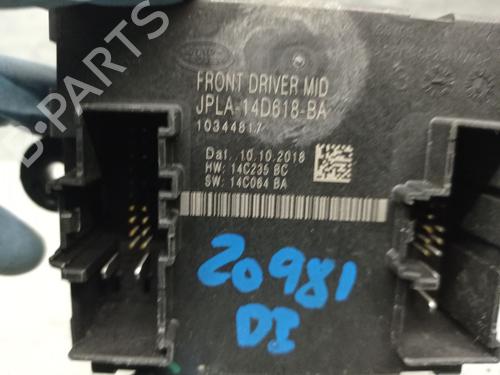 FRONT DRIVER MID
JPLA-14D618-BA
10344817
Dat. 10.10.2018
HW: 14C235 BC
SW: 14C064 BA
20981
DI
B-PARTS